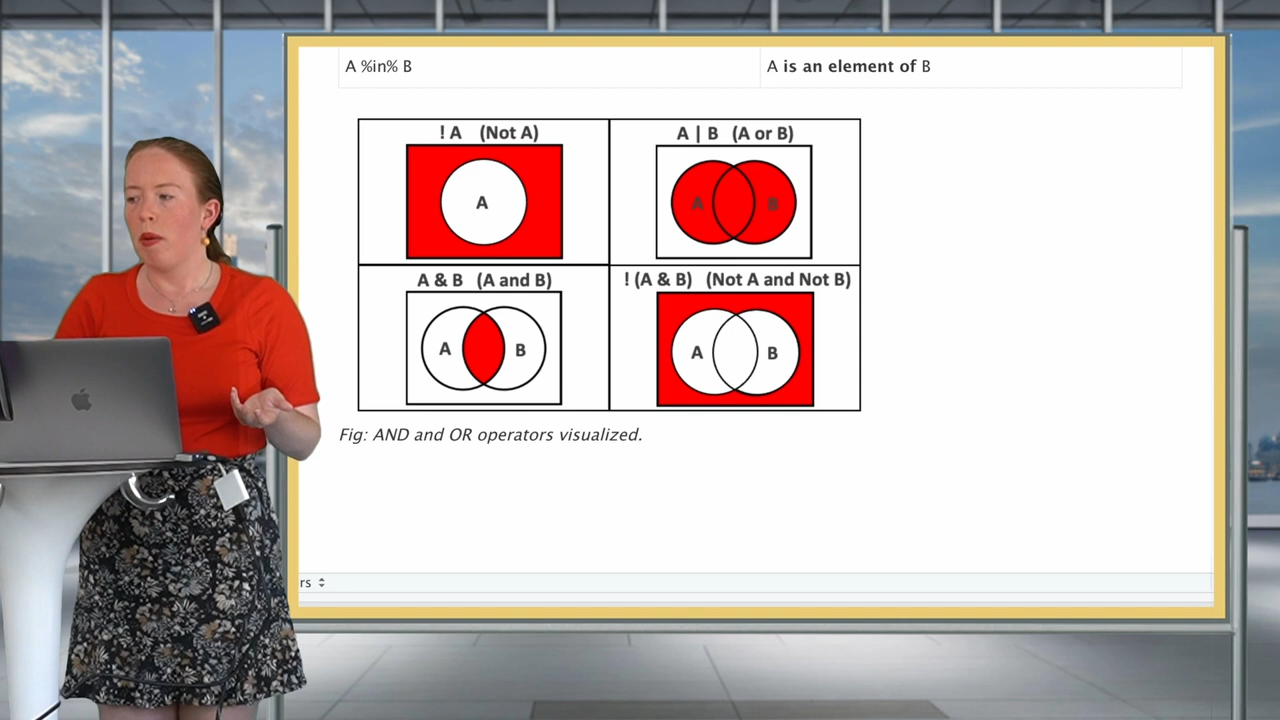 A %in% B
A is an element of B
! A (Not A)
A | B (A or B)
A
A
B
A & B (A and B)
! (A & B) (Not A and Not B)
A
B
A
B
Fig: AND and OR operators visualized.
rs